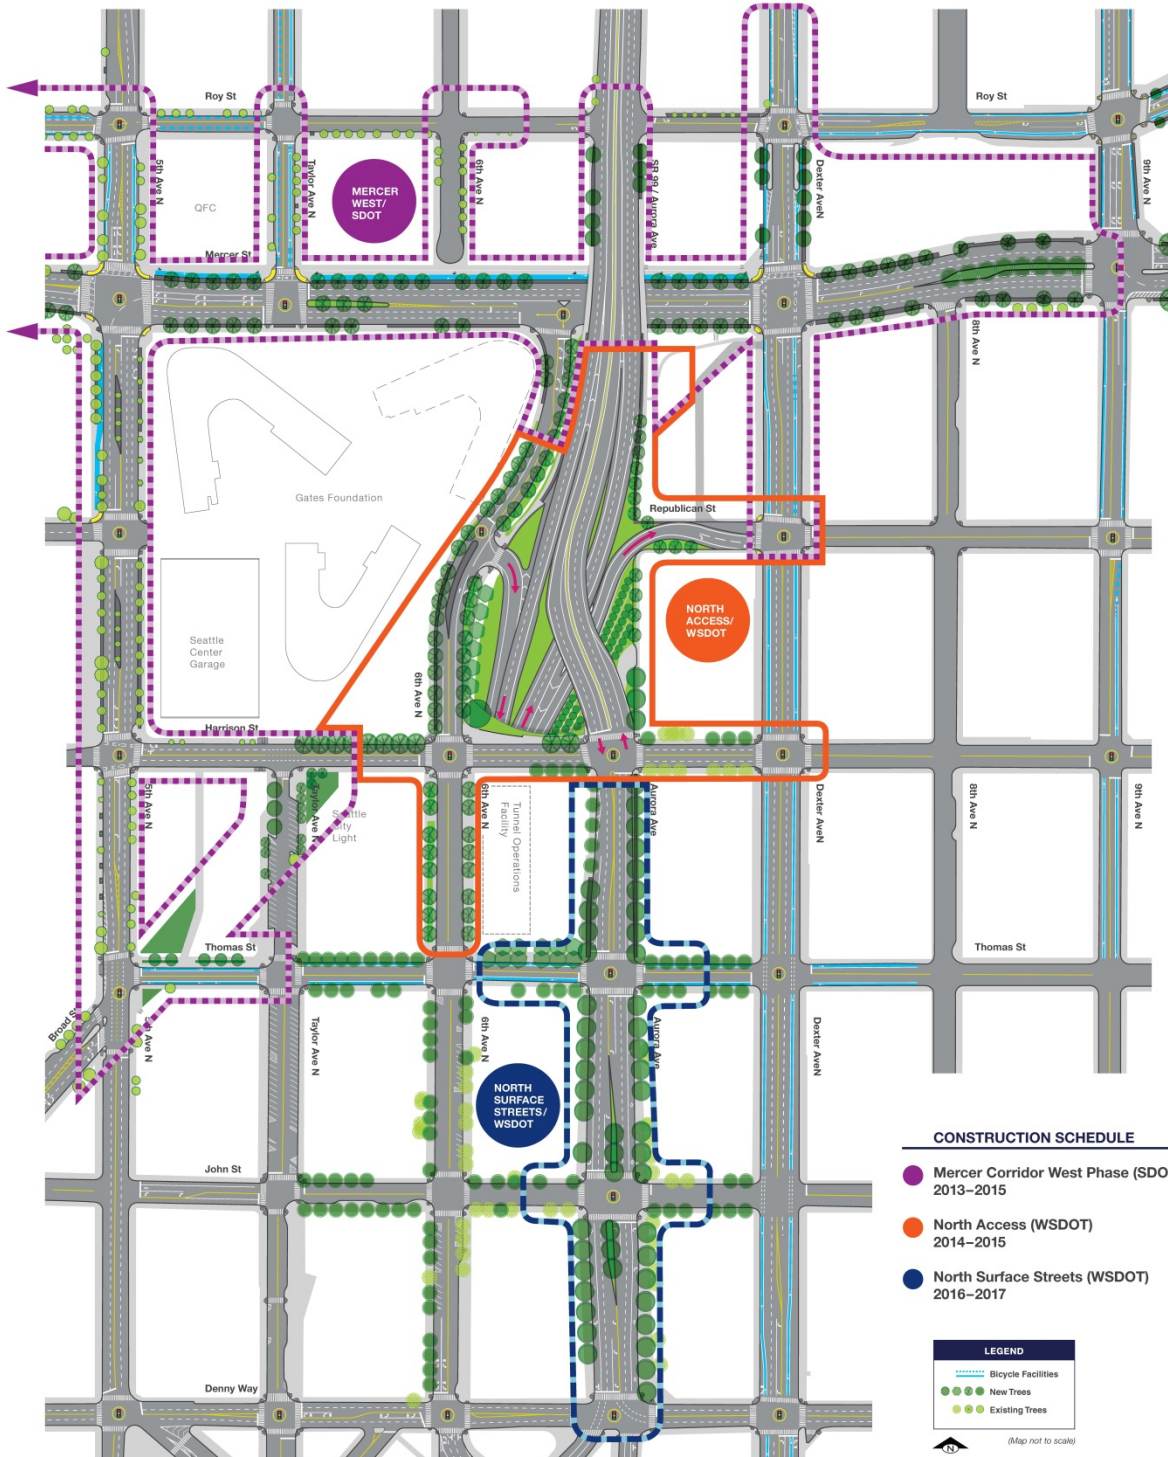 Roy St
Roy St
5th Ave N
Taylor Ave N
6th Ave N
SR 99 / Aurora Ave
Dexter AveN
9th Ave N
MERCER
WEST/
SDOT
QFC
Mercer St
8th Ave N
Gates Foundation
Republican St
NORTH
ACCESS/
WSDOT
Seattle
Center
Garage
6th Ave N
Harrison St
5th Ave N
Taylor Ave N
Seattle
City
Light
6th Ave N
Tunnel Operations
Facility
Aurora Ave
Dexter AveN
8th Ave N
9th Ave N
Thomas St
Thomas St
Broad St
5th Ave N
Taylor Ave N
6th Ave N
Aurora Ave
Dexter AveN
NORTH
SURFACE
STREETS/
WSDOT
John St
Denny Way
CONSTRUCTION SCHEDULE
Mercer Corridor West Phase (SDO
2013–2015
North Access (WSDOT)
2014–2015
North Surface Streets (WSDOT)
2016–2017
LEGEND
Bicycle Facilities
New Trees
Existing Trees
N
(Map not to scale)